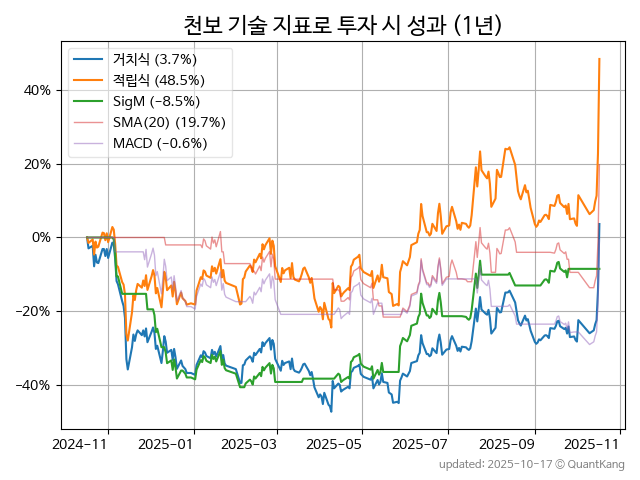 천보 기술 지표로 투자 시 성과 (1년)
거치식 (3.7%)
적립식 (48.5%)
SigM (−8.5%)
SMA(20) (19.7%)
MACD (−0.6%)
40%
20%
0%
−20%
−40%
2024-11 2025-01 2025-03 2025-05 2025-07 2025-09 2025-11
updated: 2025-10-17 © QuantKang